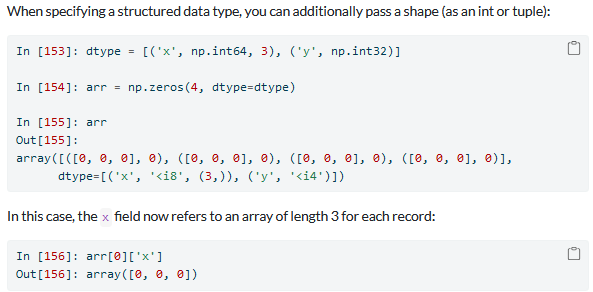 When specifying a structured data type, you can additionally pass a shape (as an int or tuple):
In [153]: dtype = [('x', np.int64, 3), ('y', np.int32)]
In [154]: arr = np.zeros(4, dtype=dtype)
In [155]: arr
Out[155]:
array([([0, 0, 0], 0), ([0, 0, 0], 0), ([0, 0, 0], 0), ([0, 0, 0], 0)],
      dtype=[('x', '<i8', (3,)), ('y', '<i4')])
In this case, the x field now refers to an array of length 3 for each record:
In [156]: arr[0]['x']
Out[156]: array([0, 0, 0])